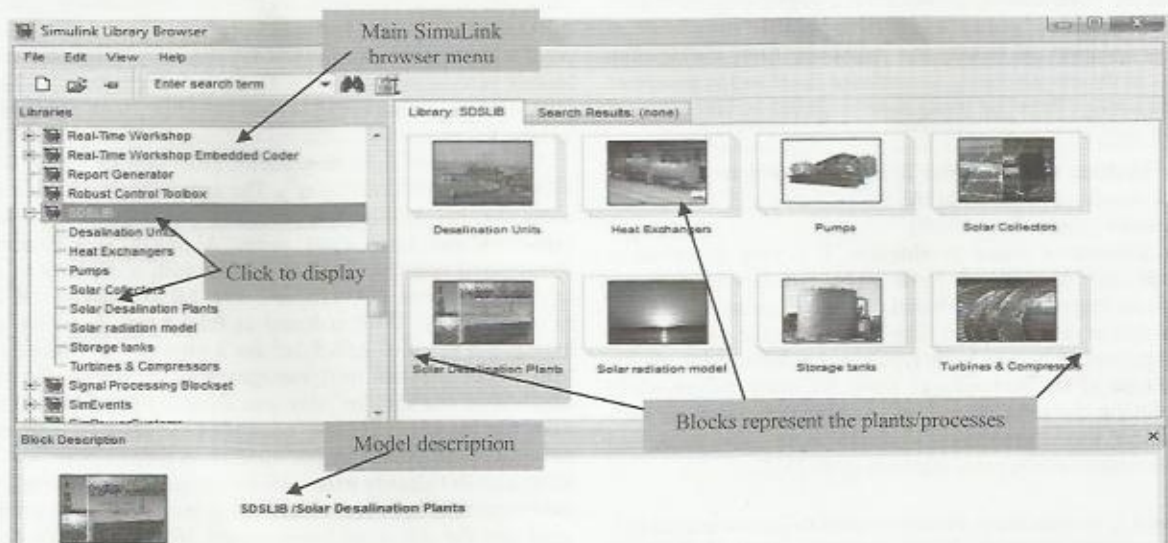 Simulink Library Browser
Main SimuLink
browser menu
File Edit View Help
Enter search term
Libraries
Library: SDSLIB Search Results: (none)
Real-Time Workshop
Real-Time Workshop Embedded Coder
Report Generator
Robust Control Toolbox
SDSLIB
Desalination Units
Heat Exchangers
Pumps
Solar Collectors
Solar Desalination Plants
Solar radiation model
Storage tanks
Turbines & Compressors
Signal Processing Blockset
SimEvents
SimPowerSystems
Click to display
Desalination Units Heat Exchangers Pumps Solar Collectors
Solar Desalination Plants Solar radiation model Storage tanks Turbines & Compressors
Blocks represent the plants/processes
Block Description
Model description
SDSLIB /Solar Desalination Plants